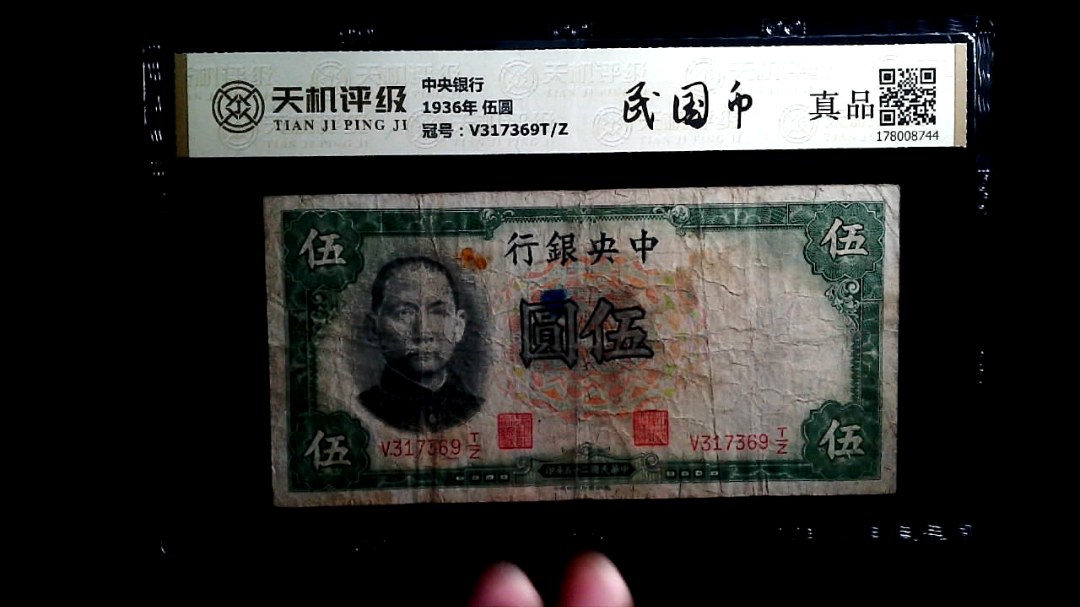 天机评级
TIAN JI PING JI
中央银行
1936年 伍圆
冠号：V317369T/Z
民国币
真品
178008744
行銀央中
伍
伍
圓伍
V317369 T/Z
V317369 T/Z
伍
伍